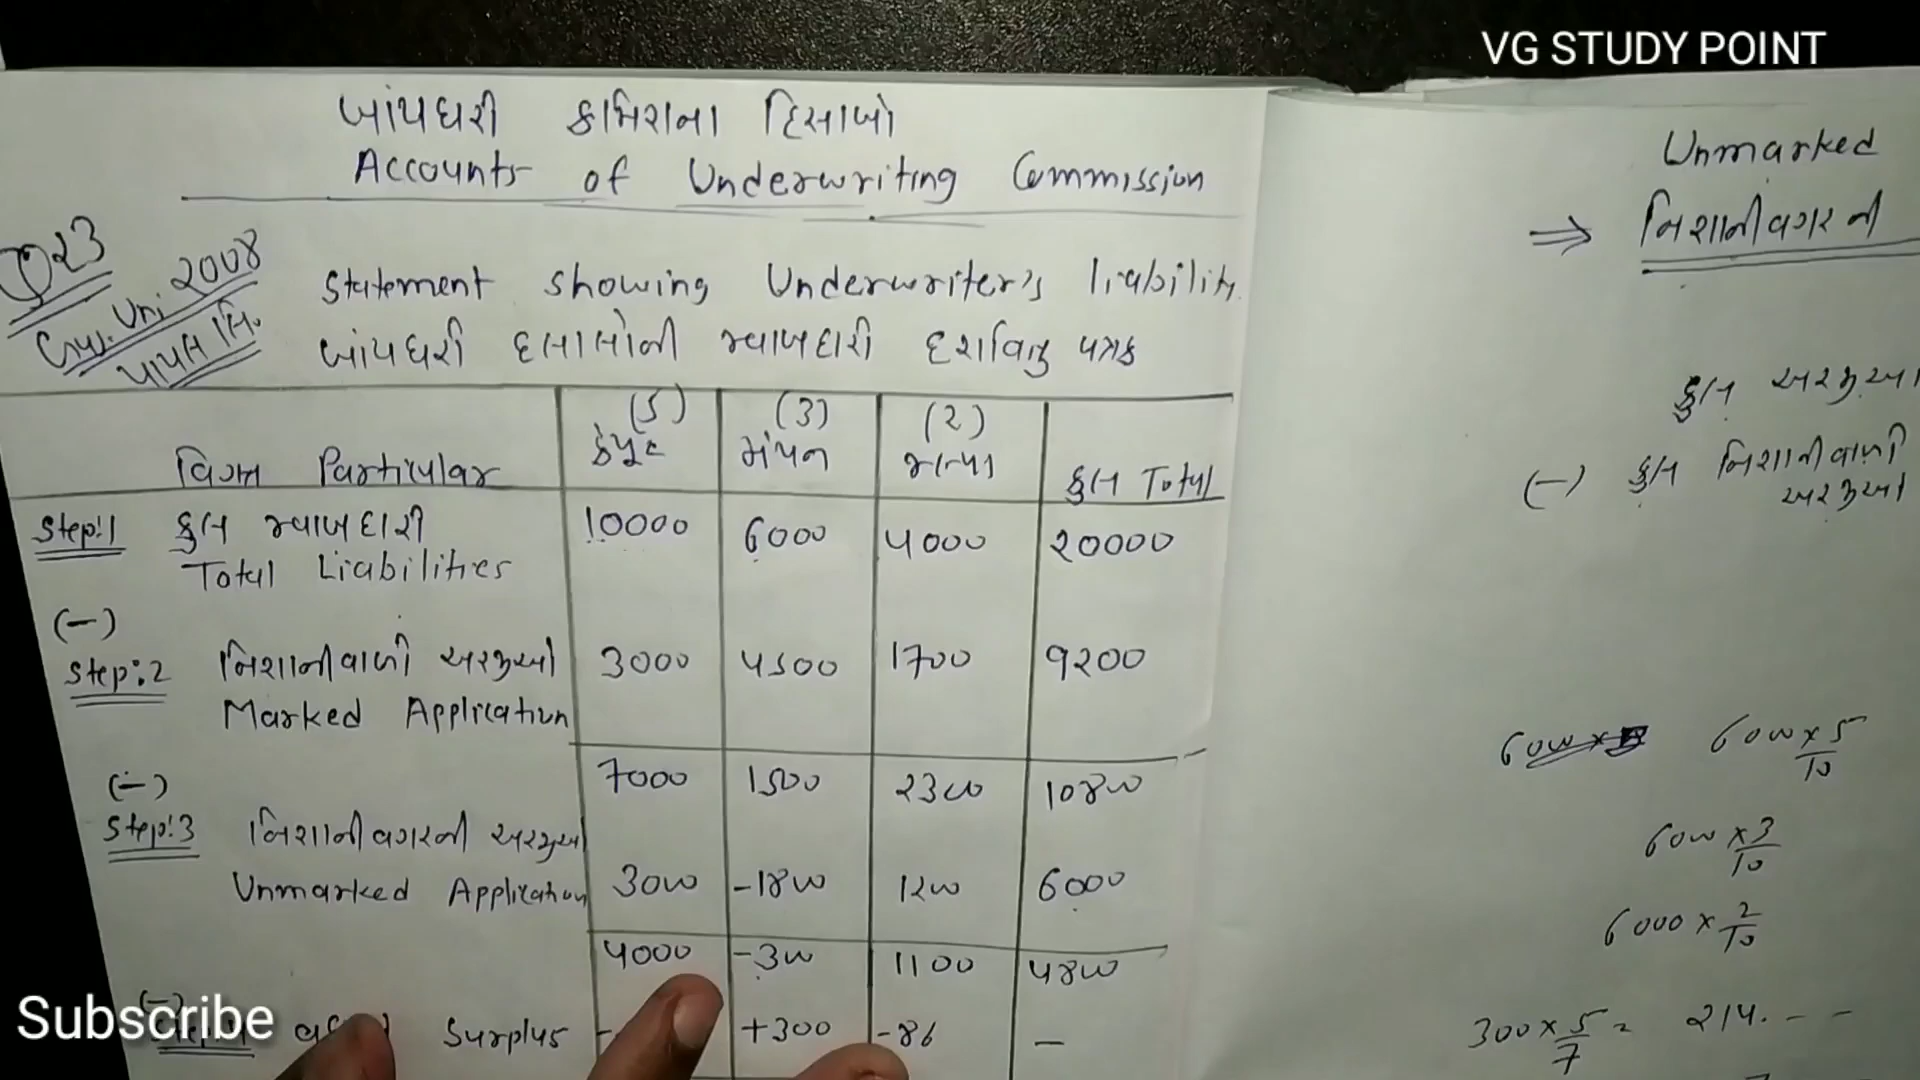 VG STUDY POINT
બાંયધરી કમિશનના હિસાબો
Accounts of Underwriting Commission
Q23
ગુજ. Uni. 2008
પાયલ લિ.
Statement showing Underwriter's liability
બાંયધરી દલાલોની જવાબદારી દર્શાવતુ પત્રક
વિગત Particular
(5) કેયુર
(3) મંથન
(2) જન્ય
કુલ Total
Step:1 કુલ જવાબદારી 10000 6000 4000 20000
Total Liabilities
(-)
Step:2 નિશાનીવાળી અરજીઓ 3000 4500 1700 9200
Marked Application
7000 1500 2300 10800
(-)
Step:3 નિશાની વગરની અરજીઓ
Unmarked Application 3000 -1800 1200 6000
4000 -300 1100 4800
(-)
Surplus +300 -86 —
Unmarked
⇒ નિશાની વગરની
કુલ અરજીઓ
(-) કુલ નિશાનીવાળી
અરજીઓ
6000 × 5/10
6000 × 3/10
6000 × 2/10
300 × 5/7 = 214. - -
Subscribe